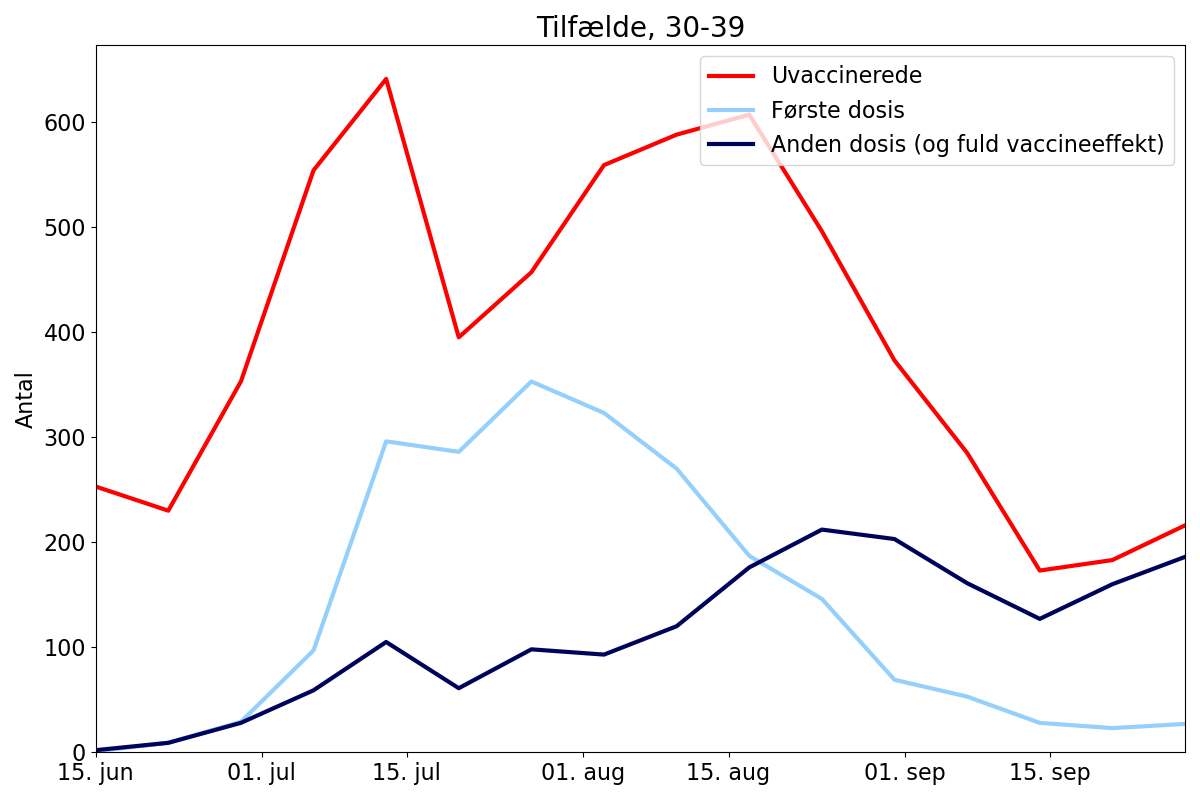 Tilfælde, 30-39
Uvaccinerede
Første dosis
Anden dosis (og fuld vaccineeffekt)
Antal
600
500
400
300
200
100
0
15. jun
01. jul
15. jul
01. aug
15. aug
01. sep
15. sep